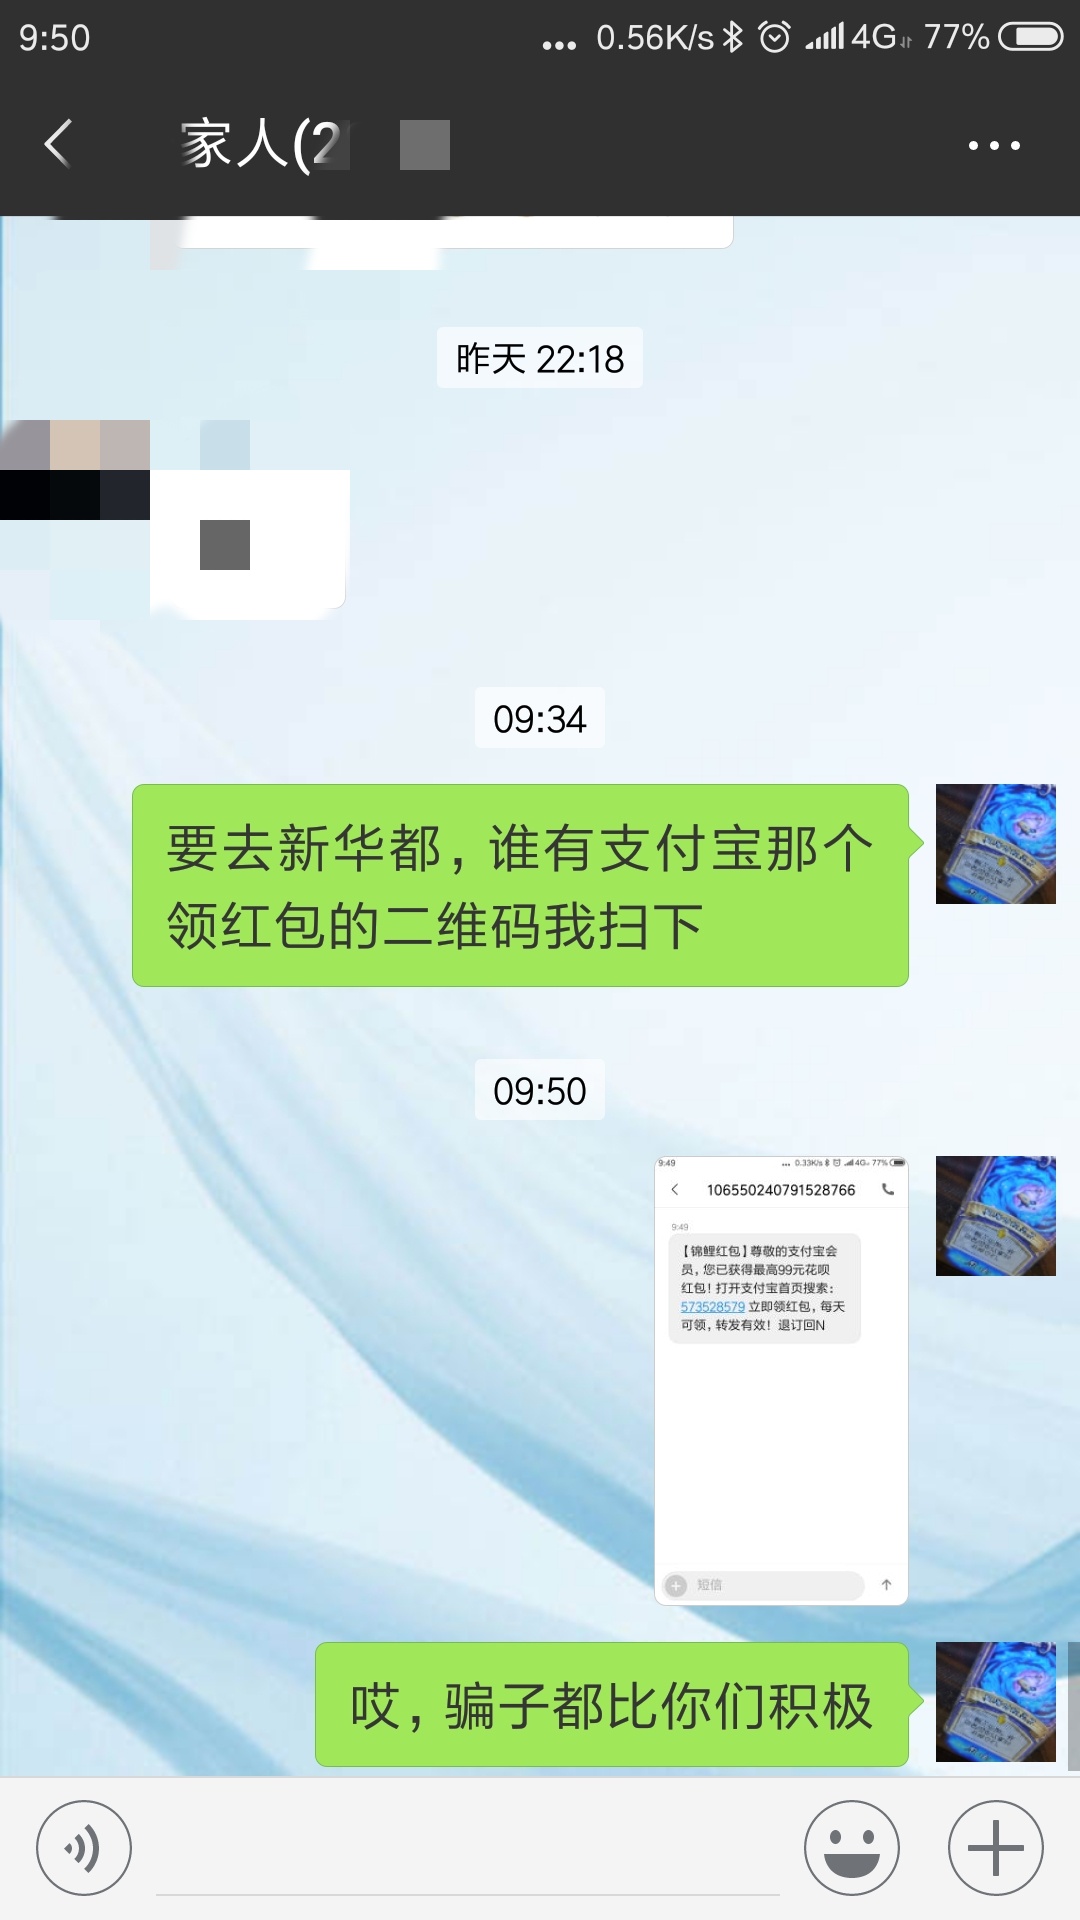 9:50
0.56K/s 4G 77%
家人(2
昨天 22:18
09:34
要去新华都，谁有支付宝那个
领红包的二维码我扫下
09:50
9:49
0.33K/s 4G 77%
106550240791528766
9:49
【锦鲤红包】尊敬的支付宝会
员，您已获得最高99元花呗
红包！打开支付宝首页搜索：
573528579 立即领红包，每天
可领，转发有效！退订回N
短信
哎，骗子都比你们积极